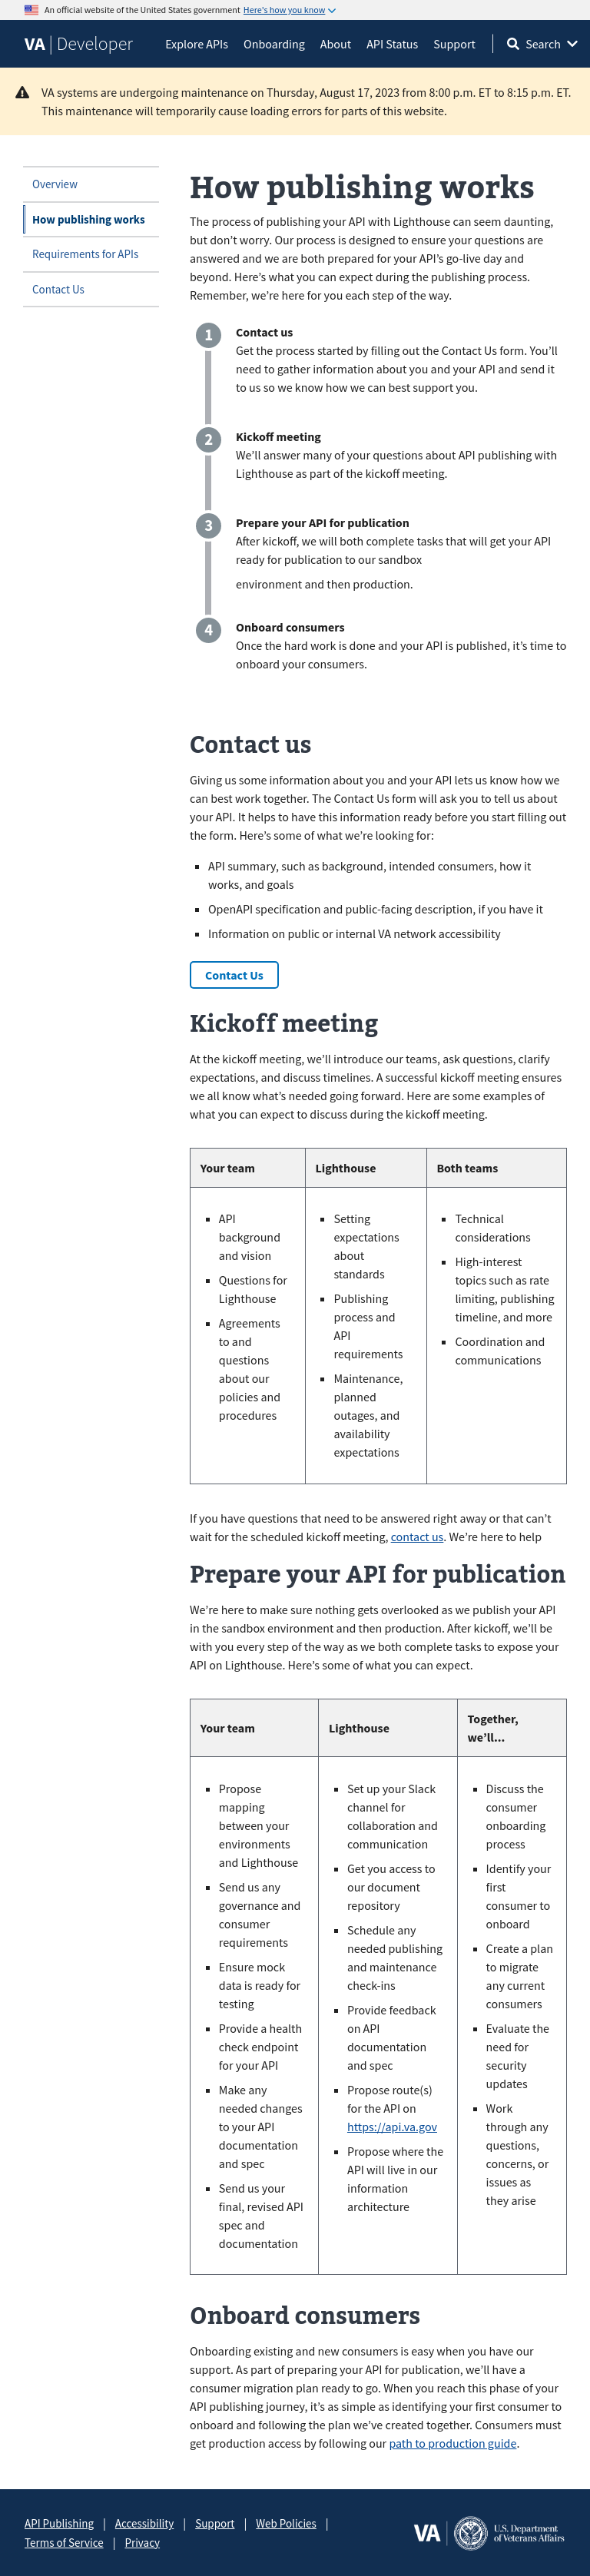 An official website of the United States government Here's how you know
VA | Developer
Explore APIs Onboarding About API Status Support Search
VA systems are undergoing maintenance on Thursday, August 17, 2023 from 8:00 p.m. ET to 8:15 p.m. ET.
This maintenance will temporarily cause loading errors for parts of this website.
Overview
How publishing works
Requirements for APIs
Contact Us
How publishing works
The process of publishing your API with Lighthouse can seem daunting,
but don’t worry. Our process is designed to ensure your questions are
answered and we are both prepared for your API’s go-live day and
beyond. Here’s what you can expect during the publishing process.
Remember, we’re here for you each step of the way.
1
Contact us
Get the process started by filling out the Contact Us form. You’ll
need to gather information about you and your API and send it
to us so we know how we can best support you.
2
Kickoff meeting
We’ll answer many of your questions about API publishing with
Lighthouse as part of the kickoff meeting.
3
Prepare your API for publication
After kickoff, we will both complete tasks that will get your API
ready for publication to our sandbox
environment and then production.
4
Onboard consumers
Once the hard work is done and your API is published, it’s time to
onboard your consumers.
Contact us
Giving us some information about you and your API lets us know how we
can best work together. The Contact Us form will ask you to tell us about
your API. It helps to have this information ready before you start filling out
the form. Here’s some of what we’re looking for:
API summary, such as background, intended consumers, how it
works, and goals
OpenAPI specification and public-facing description, if you have it
Information on public or internal VA network accessibility
Contact Us
Kickoff meeting
At the kickoff meeting, we’ll introduce our teams, ask questions, clarify
expectations, and discuss timelines. A successful kickoff meeting ensures
we all know what’s needed going forward. Here are some examples of
what you can expect to discuss during the kickoff meeting.
Your team
Lighthouse
Both teams
API
background
and vision
Questions for
Lighthouse
Agreements
to and
questions
about our
policies and
procedures
Setting
expectations
about
standards
Publishing
process and
API
requirements
Maintenance,
planned
outages, and
availability
expectations
Technical
considerations
High-interest
topics such as rate
limiting, publishing
timeline, and more
Coordination and
communications
If you have questions that need to be answered right away or that can’t
wait for the scheduled kickoff meeting, contact us. We’re here to help
Prepare your API for publication
We’re here to make sure nothing gets overlooked as we publish your API
in the sandbox environment and then production. After kickoff, we’ll be
with you every step of the way as we both complete tasks to expose your
API on Lighthouse. Here’s some of what you can expect.
Your team
Lighthouse
Together,
we’ll...
Propose
mapping
between your
environments
and Lighthouse
Send us any
governance and
consumer
requirements
Ensure mock
data is ready for
testing
Provide a health
check endpoint
for your API
Make any
needed changes
to your API
documentation
and spec
Send us your
final, revised API
spec and
documentation
Set up your Slack
channel for
collaboration and
communication
Get you access to
our document
repository
Schedule any
needed publishing
and maintenance
check-ins
Provide feedback
on API
documentation
and spec
Propose route(s)
for the API on
https://api.va.gov
Propose where the
API will live in our
information
architecture
Discuss the
consumer
onboarding
process
Identify your
first
consumer to
onboard
Create a plan
to migrate
any current
consumers
Evaluate the
need for
security
updates
Work
through any
questions,
concerns, or
issues as
they arise
Onboard consumers
Onboarding existing and new consumers is easy when you have our
support. As part of preparing your API for publication, we’ll have a
consumer migration plan ready to go. When you reach this phase of your
API publishing journey, it’s as simple as identifying your first consumer to
onboard and following the plan we’ve created together. Consumers must
get production access by following our path to production guide.
API Publishing | Accessibility | Support | Web Policies |
Terms of Service | Privacy
VA
U.S. Department
of Veterans Affairs